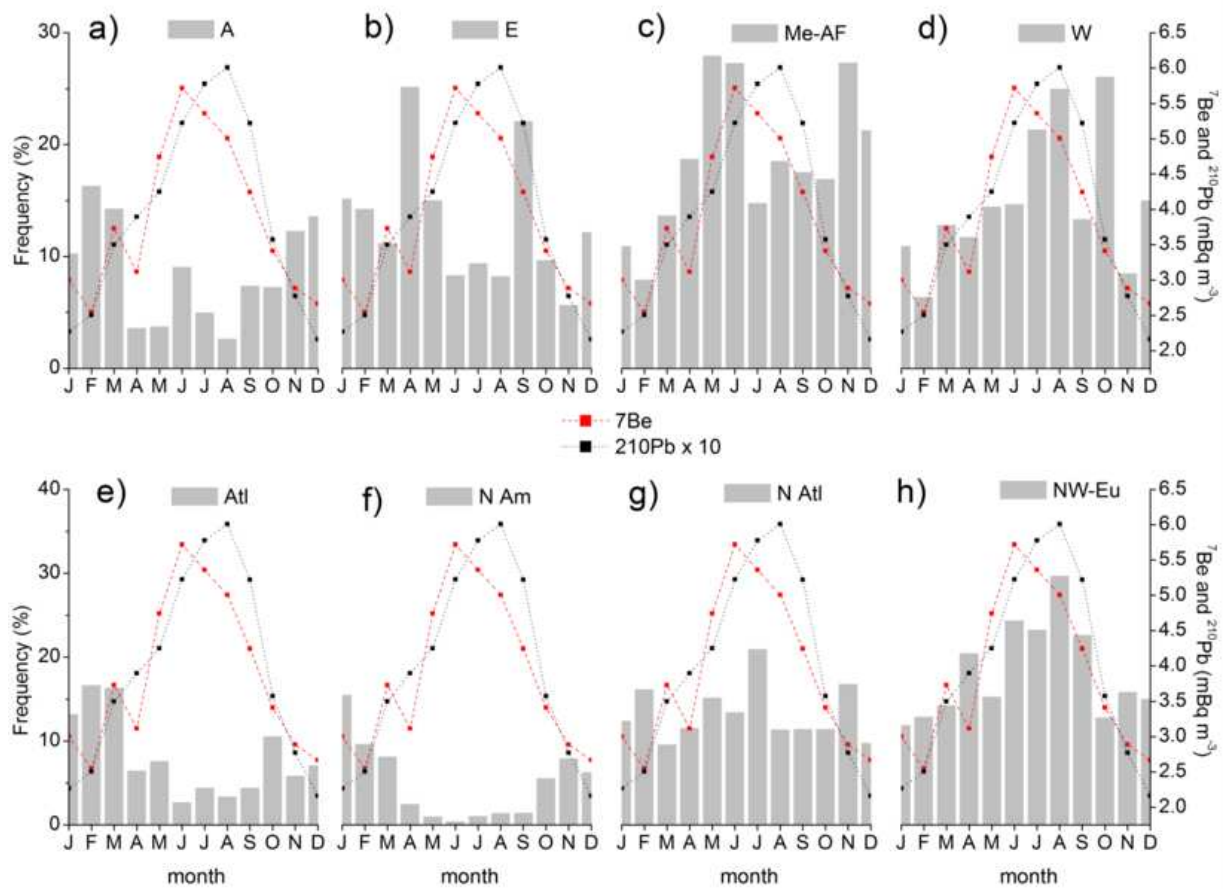 a) A
b) E
c) Me-AF
d) W
30
20
10
0
Frequency (%)
6.5
6.0
5.5
5.0
4.5
4.0
3.5
3.0
2.5
2.0
⁷Be and ²¹⁰Pb (mBq m⁻³)
J F M A M J J A S O N D
J F M A M J J A S O N D
J F M A M J J A S O N D
J F M A M J J A S O N D
7Be
210Pb x 10
e) Atl
f) N Am
g) N Atl
h) NW-Eu
40
30
20
10
0
Frequency (%)
6.5
6.0
5.5
5.0
4.5
4.0
3.5
3.0
2.5
2.0
⁷Be and ²¹⁰Pb (mBq m⁻³)
J F M A M J J A S O N D
J F M A M J J A S O N D
J F M A M J J A S O N D
J F M A M J J A S O N D
month
month
month
month